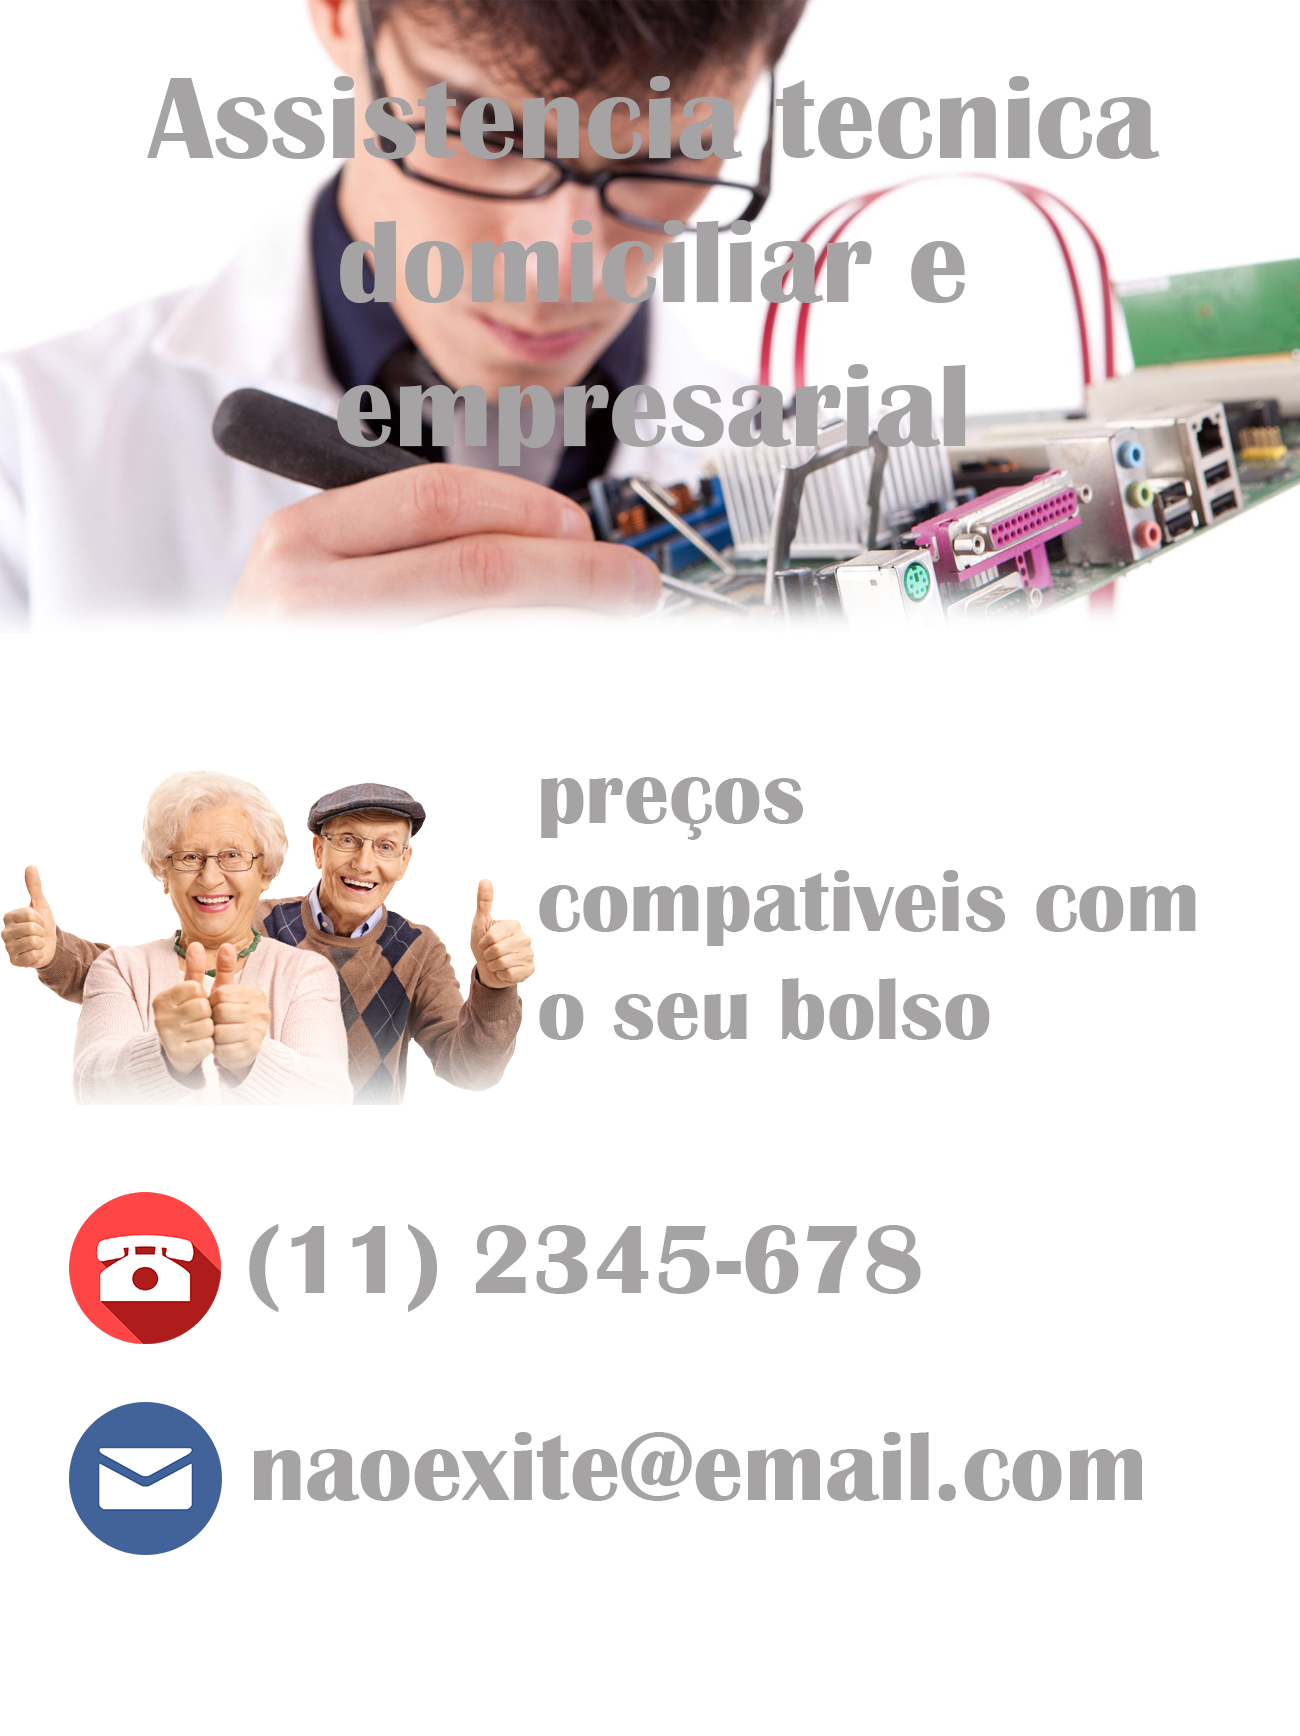 Assistencia tecnica
domiciliar e
empresarial
preços
compativeis com
o seu bolso
(11) 2345-678
naoexite@email.com